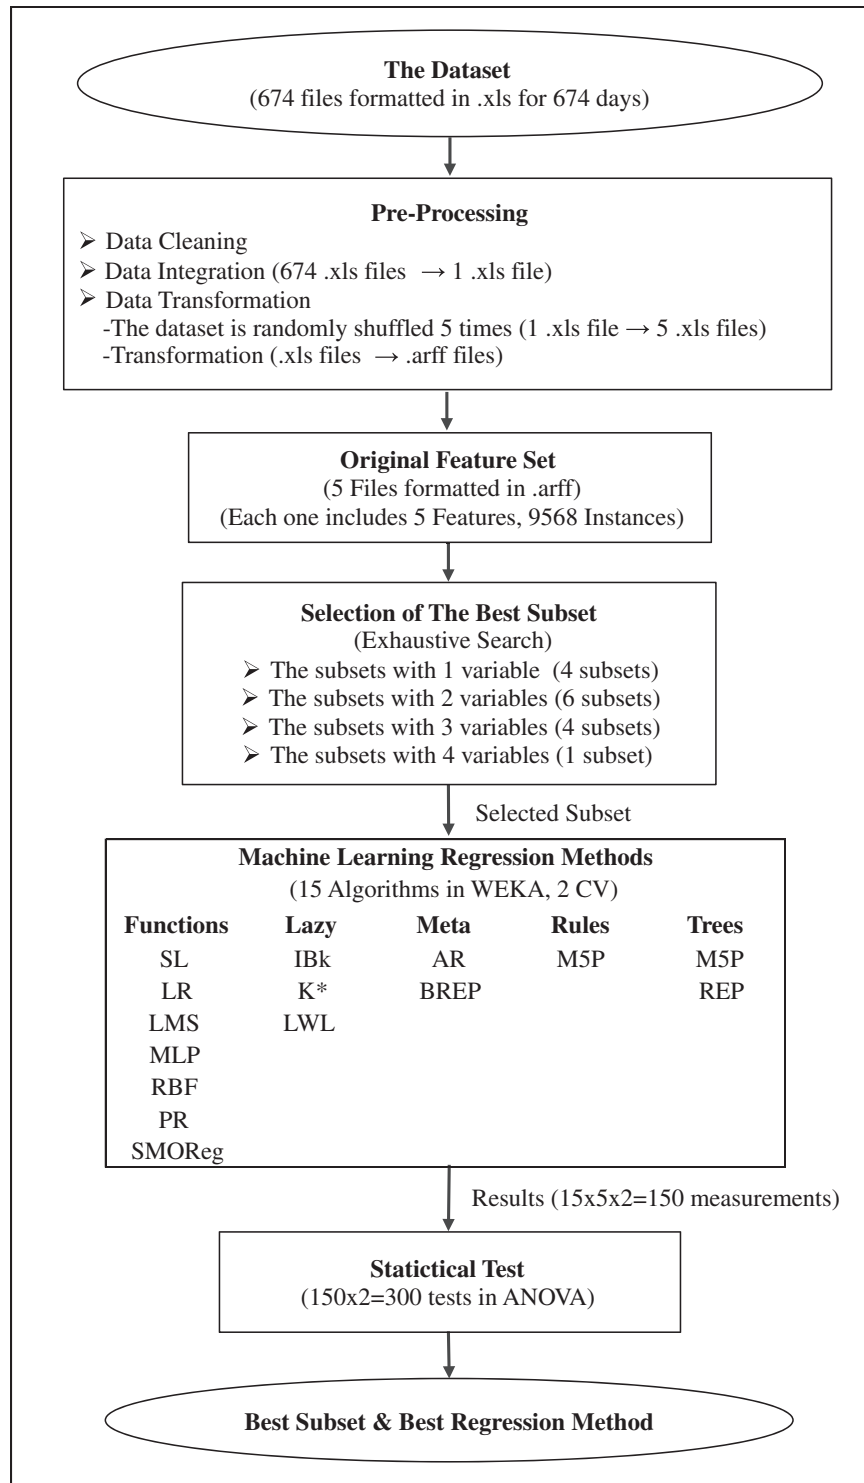 The Dataset
(674 files formatted in .xls for 674 days)
Pre-Processing
➢ Data Cleaning
➢ Data Integration (674 .xls files → 1 .xls file)
➢ Data Transformation
-The dataset is randomly shuffled 5 times (1 .xls file → 5 .xls files)
-Transformation (.xls files → .arff files)
Original Feature Set
(5 Files formatted in .arff)
(Each one includes 5 Features, 9568 Instances)
Selection of The Best Subset
(Exhaustive Search)
➢ The subsets with 1 variable (4 subsets)
➢ The subsets with 2 variables (6 subsets)
➢ The subsets with 3 variables (4 subsets)
➢ The subsets with 4 variables (1 subset)
Selected Subset
Machine Learning Regression Methods
(15 Algorithms in WEKA, 2 CV)
Functions Lazy Meta Rules Trees
SL IBk AR M5P M5P
LR K* BREP REP
LMS LWL
MLP
RBF
PR
SMOReg
Results (15x5x2=150 measurements)
Statictical Test
(150x2=300 tests in ANOVA)
Best Subset & Best Regression Method